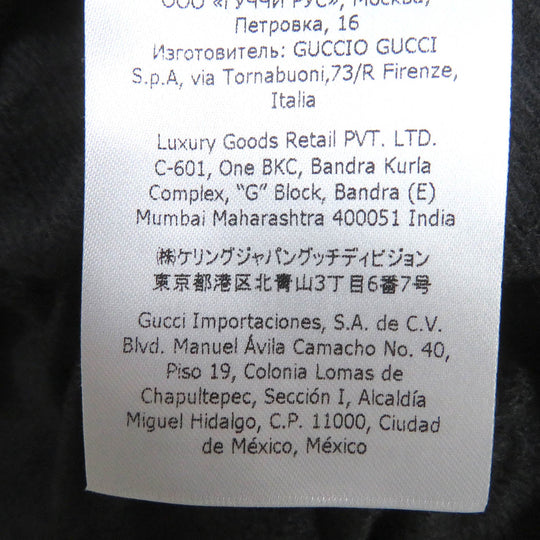 ООО «ГУЧЧИ РУС», Москва,
Петровка, 16
Изготовитель: GUCCIO GUCCI
S.p.A, via Tornabuoni,73/R Firenze,
Italia
Luxury Goods Retail PVT. LTD.
C-601, One BKC, Bandra Kurla
Complex, “G” Block, Bandra (E)
Mumbai Maharashtra 400051 India
㈱ケリングジャパングッチディビジョン
東京都港区北青山3丁目6番7号
Gucci Importaciones, S.A. de C.V.
Blvd. Manuel Ávila Camacho No. 40,
Piso 19, Colonia Lomas de
Chapultepec, Sección I, Alcaldía
Miguel Hidalgo, C.P. 11000, Ciudad
de México, México